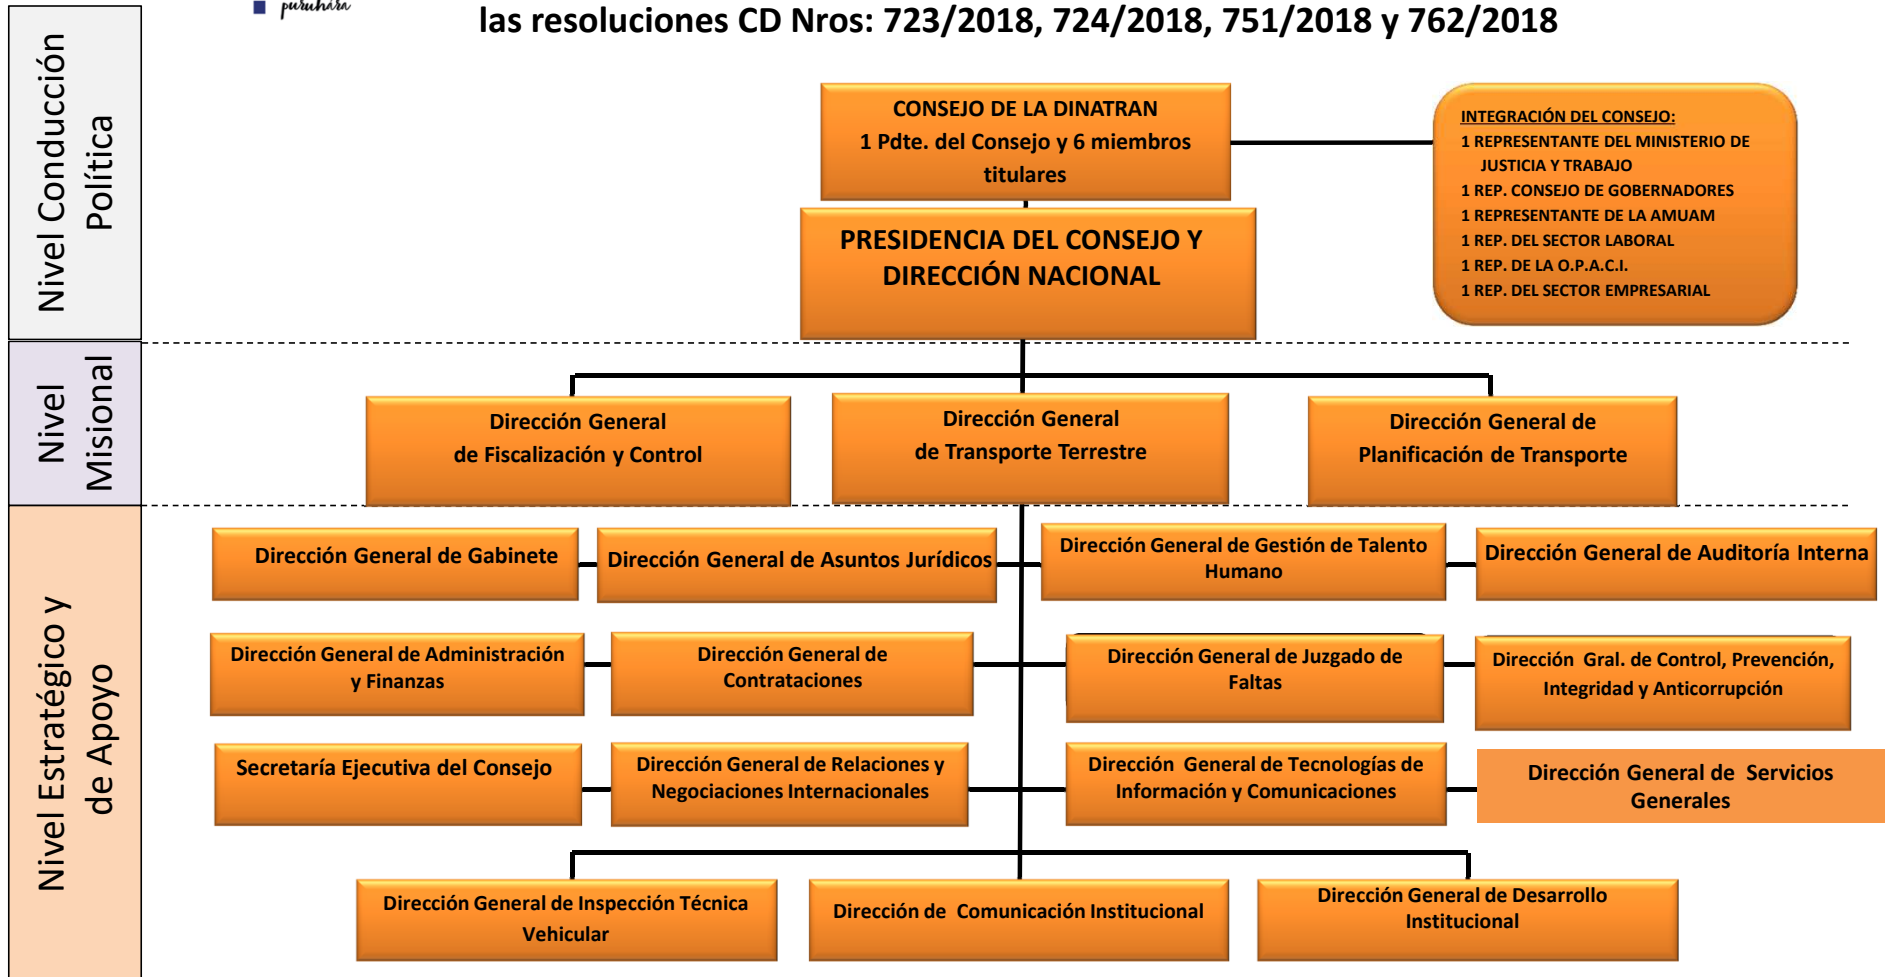 puruhára
las resoluciones CD Nros: 723/2018, 724/2018, 751/2018 y 762/2018
Nivel Conducción
Política
CONSEJO DE LA DINATRAN
1 Pdte. del Consejo y 6 miembros
titulares
INTEGRACIÓN DEL CONSEJO:
1 REPRESENTANTE DEL MINISTERIO DE
JUSTICIA Y TRABAJO
1 REP. CONSEJO DE GOBERNADORES
1 REPRESENTANTE DE LA AMUAM
1 REP. DEL SECTOR LABORAL
1 REP. DE LA O.P.A.C.I.
1 REP. DEL SECTOR EMPRESARIAL
PRESIDENCIA DEL CONSEJO Y
DIRECCIÓN NACIONAL
Nivel
Misional
Dirección General
de Fiscalización y Control
Dirección General
de Transporte Terrestre
Dirección General de
Planificación de Transporte
Nivel Estratégico y
de Apoyo
Dirección General de Gabinete
Dirección General de Asuntos Jurídicos
Dirección General de Gestión de Talento
Humano
Dirección General de Auditoría Interna
Dirección General de Administración
y Finanzas
Dirección General de
Contrataciones
Dirección General de Juzgado de
Faltas
Dirección Gral. de Control, Prevención,
Integridad y Anticorrupción
Secretaría Ejecutiva del Consejo
Dirección General de Relaciones y
Negociaciones Internacionales
Dirección General de Tecnologías de
Información y Comunicaciones
Dirección General de Servicios
Generales
Dirección General de Inspección Técnica
Vehicular
Dirección de Comunicación Institucional
Dirección General de Desarrollo
Institucional